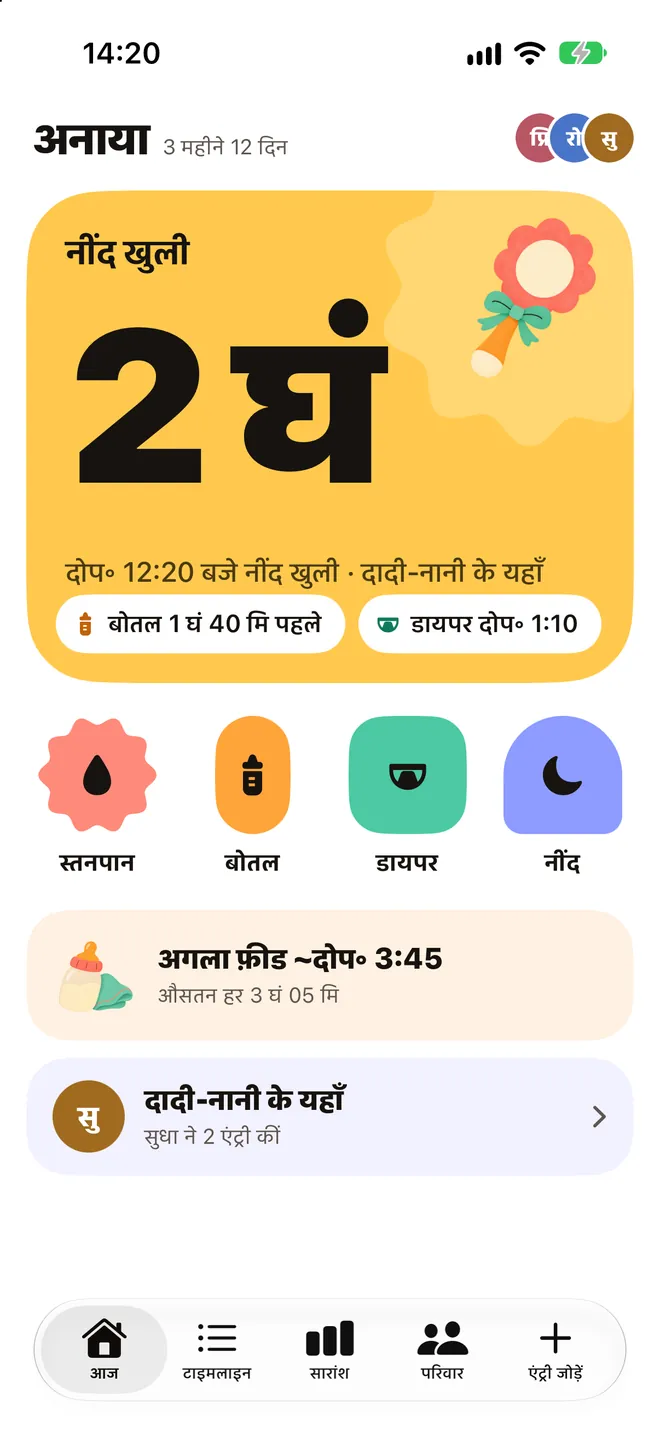 14:20
अनाया 3 महीने 12 दिन
प्रि रो सु
नींद खुली
2 घं
दोप॰ 12:20 बजे नींद खुली · दादी-नानी के यहाँ
बोतल 1 घं 40 मि पहले
डायपर दोप॰ 1:10
स्तनपान
बोतल
डायपर
नींद
अगला फ़ीड ~दोप॰ 3:45
औसतन हर 3 घं 05 मि
सु
दादी-नानी के यहाँ
सुधा ने 2 एंट्री कीं
आज
टाइमलाइन
सारांश
परिवार
एंट्री जोड़ें